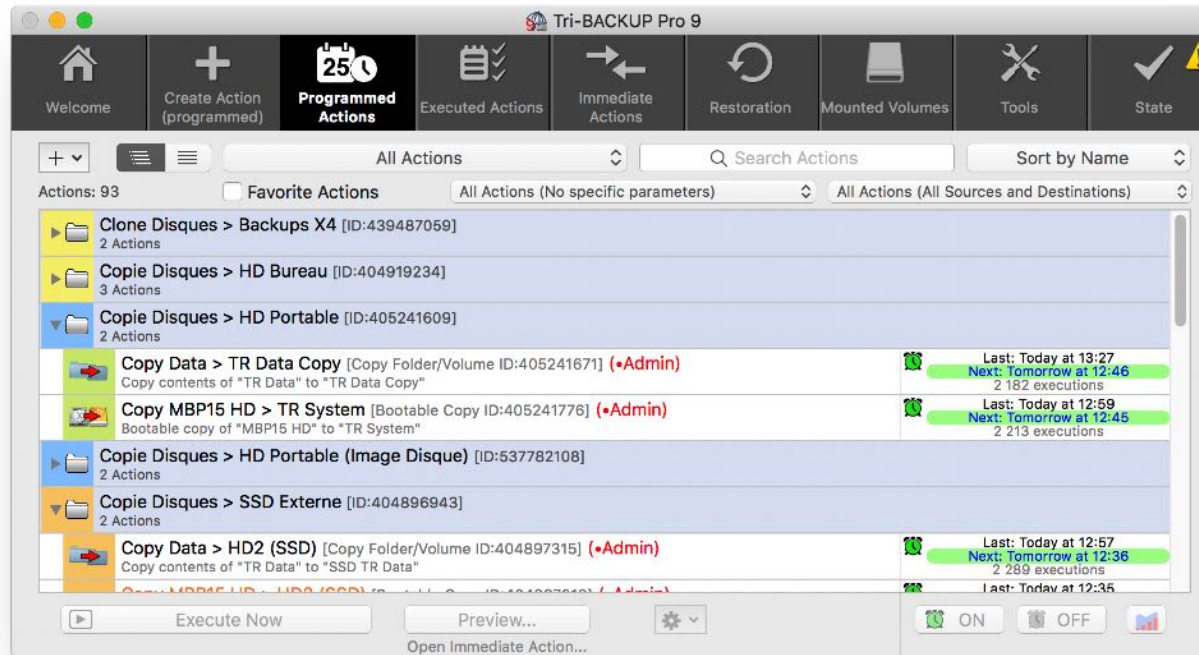 Tri-BACKUP Pro 9
Welcome
Create Action
(programmed)
25
Programmed
Actions
Executed Actions
Immediate
Actions
Restoration
Mounted Volumes
Tools
State
All Actions
Search Actions
Sort by Name
Actions: 93
Favorite Actions
All Actions (No specific parameters)
All Actions (All Sources and Destinations)
Clone Disques > Backups X4 [ID:439487059]
2 Actions
Copie Disques > HD Bureau [ID:404919234]
3 Actions
Copie Disques > HD Portable [ID:405241609]
2 Actions
Copy Data > TR Data Copy [Copy Folder/Volume ID:405241671] (•Admin)
Copy contents of "TR Data" to "TR Data Copy"
Last: Today at 13:27
Next: Tomorrow at 12:46
2 182 executions
Copy MBP15 HD > TR System [Bootable Copy ID:405241776] (•Admin)
Bootable copy of "MBP15 HD" to "TR System"
Last: Today at 12:59
Next: Tomorrow at 12:45
2 213 executions
Copie Disques > HD Portable (Image Disque) [ID:537782108]
2 Actions
Copie Disques > SSD Externe [ID:404896943]
2 Actions
Copy Data > HD2 (SSD) [Copy Folder/Volume ID:404897315] (•Admin)
Copy contents of "TR Data" to "SSD TR Data"
Last: Today at 12:57
Next: Tomorrow at 12:36
2 289 executions
Last: Today at 12:35
Execute Now
Preview...
ON
OFF
Open Immediate Action...